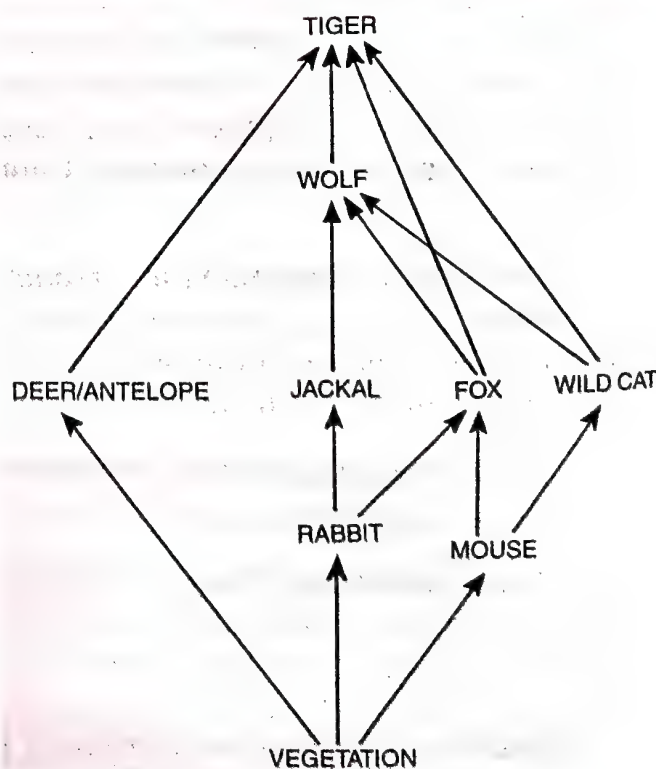 TIGER
WOLF
DEER/ANTELOPE JACKAL FOX WILD CAT
RABBIT MOUSE
VEGETATION